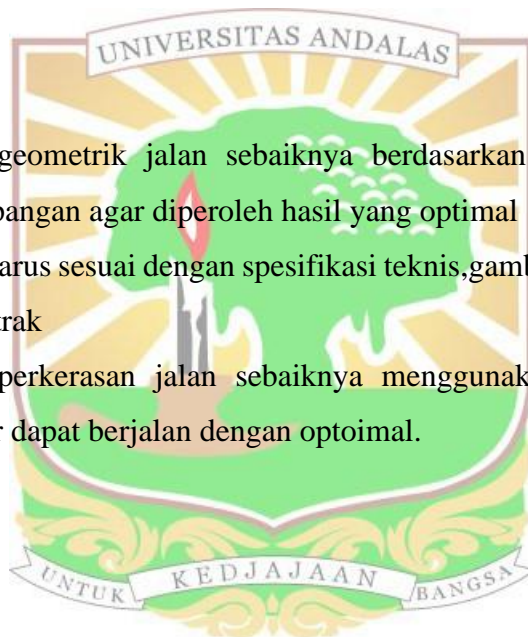 UNIVERSITAS ANDALAS
geometrik jalan sebaiknya berdasarkan
pangan agar diperoleh hasil yang optimal
arus sesuai dengan spesifikasi teknis,gamb
trak
perkerasan jalan sebaiknya menggunak
r dapat berjalan dengan optoimal.
UNTUK KEDJAJAAN BANGSA